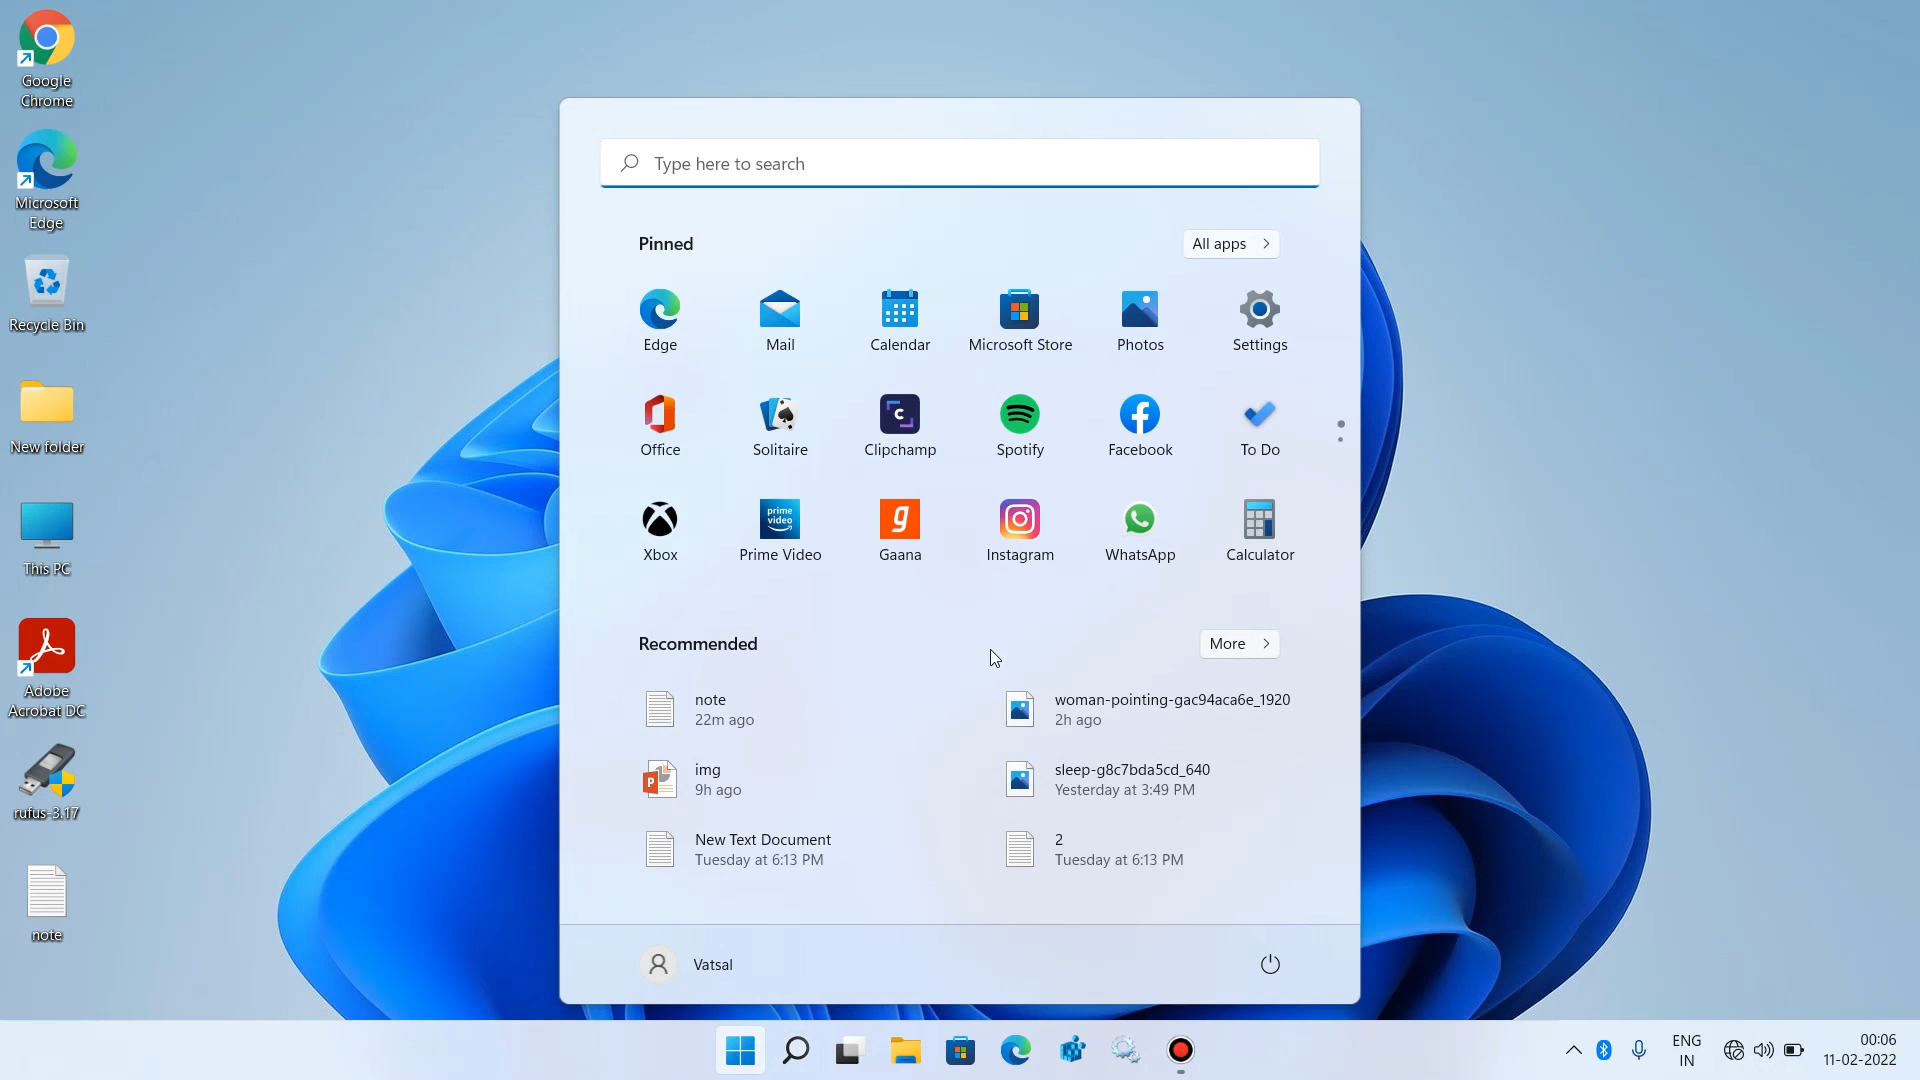 Google
Chrome
Microsoft
Edge
Recycle Bin
New folder
This PC
Adobe
Acrobat DC
rufus-3.17
note
Type here to search
Pinned
All apps
Edge
Mail
Calendar
Microsoft Store
Photos
Settings
Office
Solitaire
Clipchamp
Spotify
Facebook
To Do
Xbox
prime
video
Prime Video
g
Gaana
Instagram
WhatsApp
Calculator
Recommended
More
note
22m ago
woman-pointing-gac94aca6e_1920
2h ago
P
img
9h ago
sleep-g8c7bda5cd_640
Yesterday at 3:49 PM
New Text Document
Tuesday at 6:13 PM
2
Tuesday at 6:13 PM
Vatsal
ENG
IN
00:06
11-02-2022